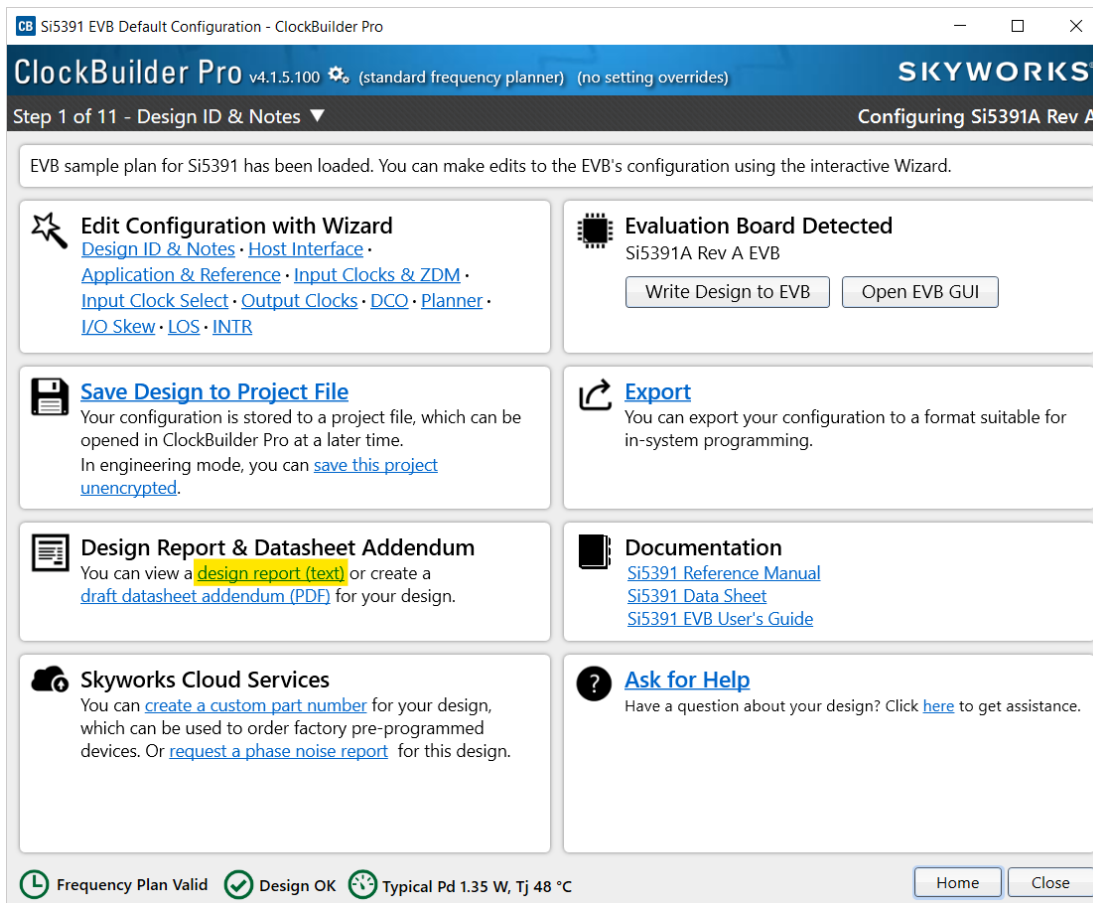 CB Si5391 EVB Default Configuration - ClockBuilder Pro
ClockBuilder Pro v4.1.5.100 (standard frequency planner) (no setting overrides) SKYWORKS
Step 1 of 11 - Design ID & Notes ▼ Configuring Si5391A Rev A
EVB sample plan for Si5391 has been loaded. You can make edits to the EVB's configuration using the interactive Wizard.
Edit Configuration with Wizard
Design ID & Notes · Host Interface ·
Application & Reference · Input Clocks & ZDM ·
Input Clock Select · Output Clocks · DCO · Planner ·
I/O Skew · LOS · INTR
Evaluation Board Detected
Si5391A Rev A EVB
Write Design to EVB Open EVB GUI
Save Design to Project File
Your configuration is stored to a project file, which can be
opened in ClockBuilder Pro at a later time.
In engineering mode, you can save this project
unencrypted.
Export
You can export your configuration to a format suitable for
in-system programming.
Design Report & Datasheet Addendum
You can view a design report (text) or create a
draft datasheet addendum (PDF) for your design.
Documentation
Si5391 Reference Manual
Si5391 Data Sheet
Si5391 EVB User's Guide
Skyworks Cloud Services
You can create a custom part number for your design,
which can be used to order factory pre-programmed
devices. Or request a phase noise report for this design.
Ask for Help
Have a question about your design? Click here to get assistance.
Frequency Plan Valid Design OK Typical Pd 1.35 W, Tj 48 °C
Home Close